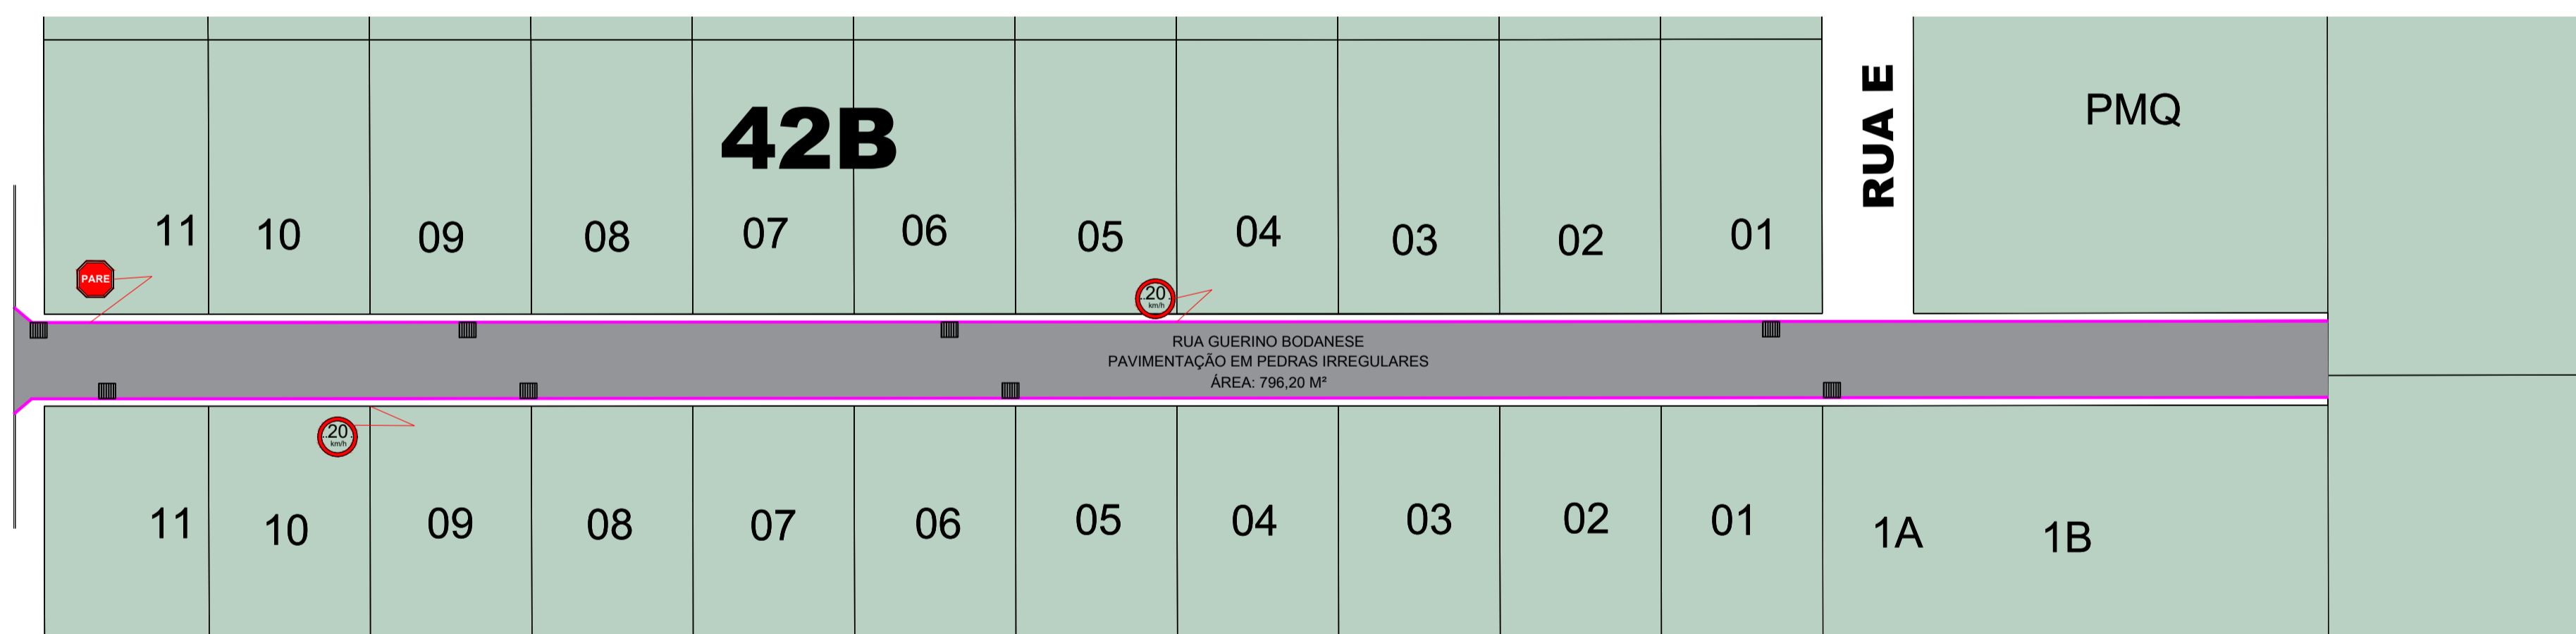 42B
RUA E
PMQ
11 10 09 08 07 06 05 04 03 02 01
PARE
20
km/h
RUA GUERINO BODANESE
PAVIMENTAÇÃO EM PEDRAS IRREGULARES
ÁREA: 796,20 M²
20
km/h
11 10 09 08 07 06 05 04 03 02 01 1A 1B